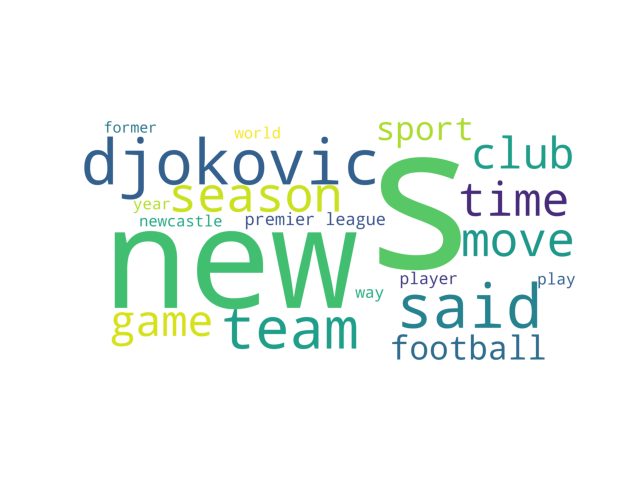 former
world
sport
djokovic
club
season
time
year
newcastle
premier league
s
new
move
way
player
play
said
game
team
football